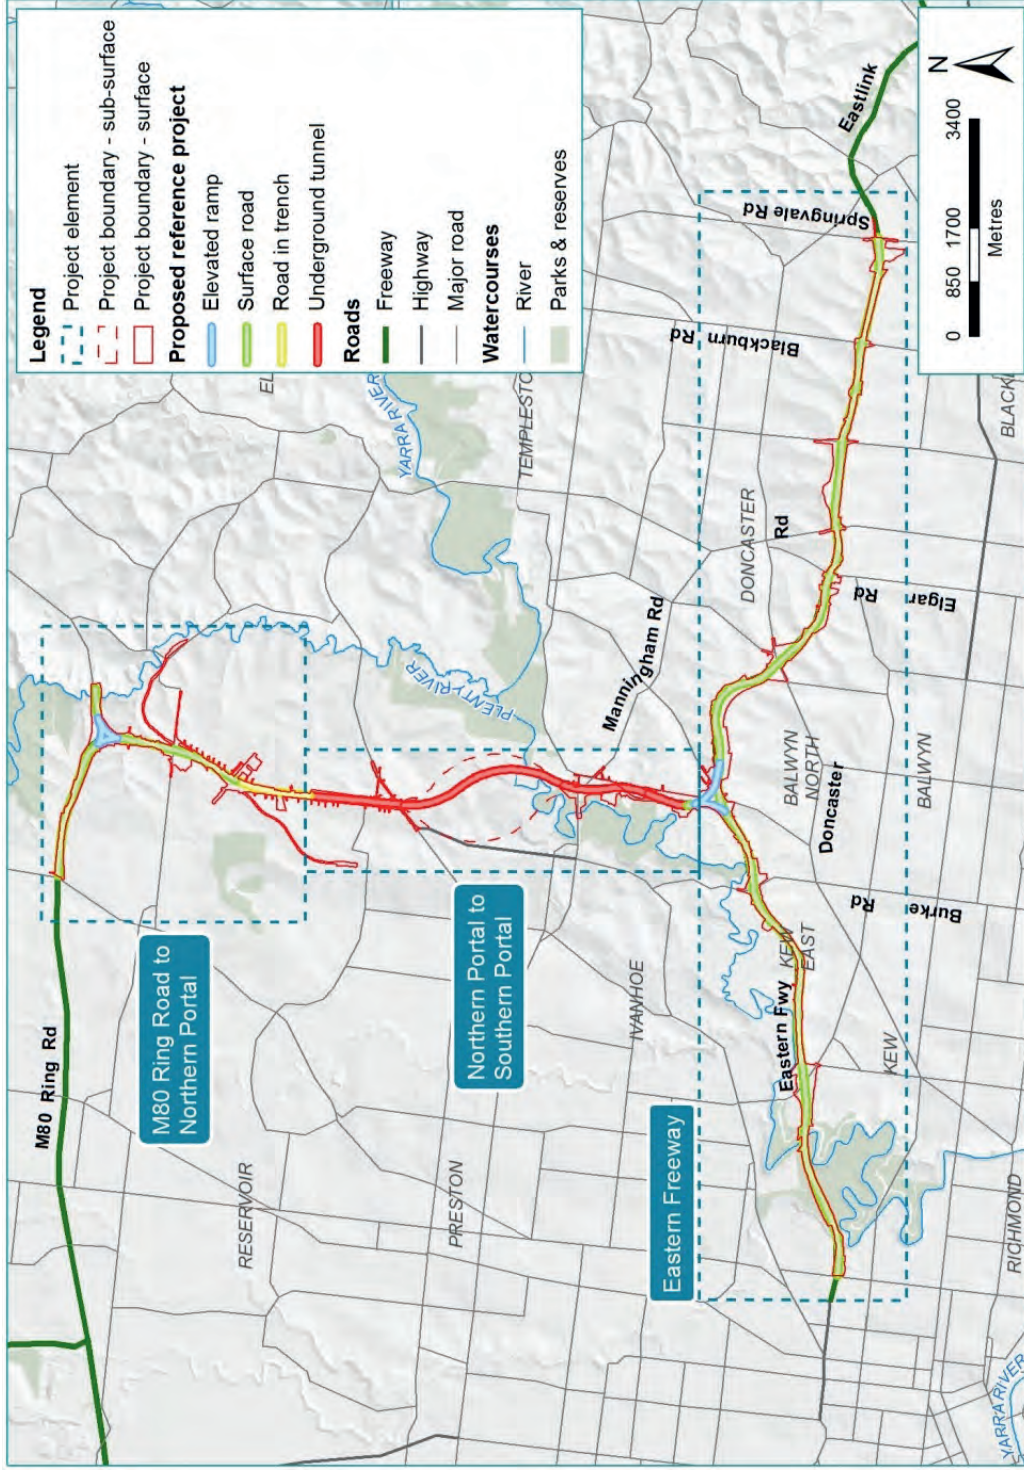 Legend
Project element
Project boundary - sub-surface
Project boundary - surface
Proposed reference project
Elevated ramp
Surface road
Road in trench
Underground tunnel
Roads
Freeway
Highway
Major road
Watercourses
River
Parks & reserves
M80 Ring Rd
M80 Ring Road to
Northern Portal
RESERVOIR
EL
YARRA RIVER
PLENTY RIVER
PRESTON
Northern Portal to
Southern Portal
TEMPLESTO
IVANHOE
Manningham Rd
Eastern Freeway
Eastern Fwy
KEW
EAST
KEW
BALWYN
NORTH
Doncaster
Rd
DONCASTER
BALWYN
Burke
Rd
Elgar
Rd
Blackburn Rd
Springvale Rd
Eastlink
RICHMOND
YARRA RIVER
BLACK
N
0 850 1700 3400
Metres